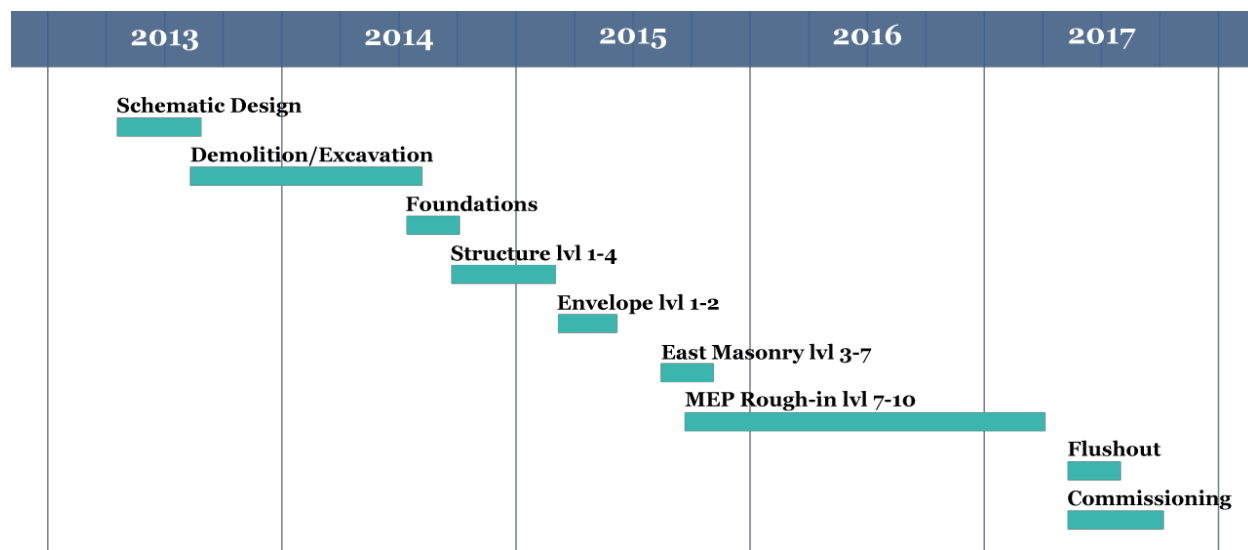 2013 2014 2015 2016 2017
Schematic Design
Demolition/Excavation
Foundations
Structure lvl 1-4
Envelope lvl 1-2
East Masonry lvl 3-7
MEP Rough-in lvl 7-10
Flushout
Commissioning